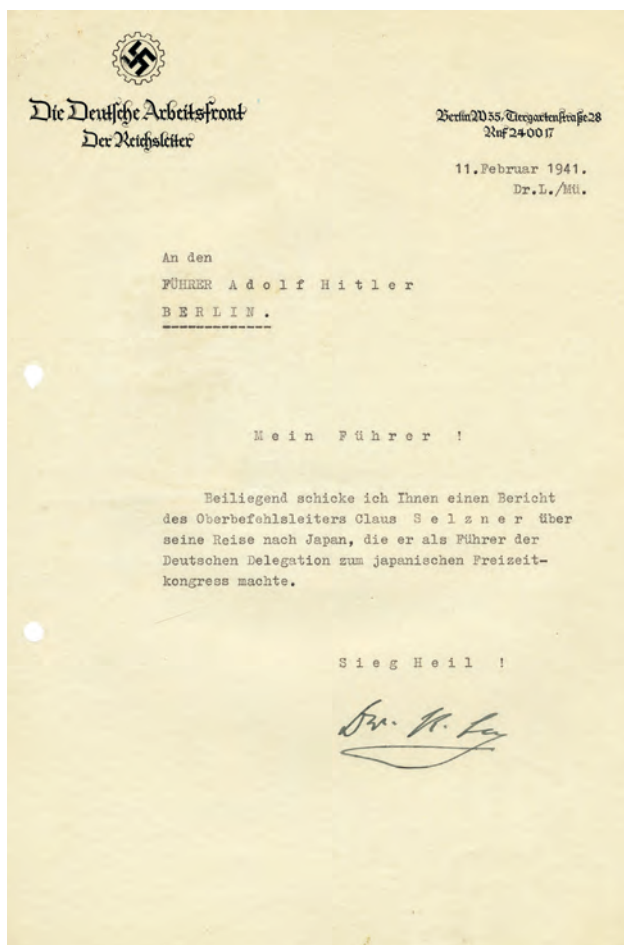 Die Deutsche Arbeitsfront
Der Reichsleiter
Berlin W 35, Tiergartenstraße 28
Ruf 24 00 17
11.Februar 1941.
Dr.L./Mü.
An den
FÜHRER A d o l f H i t l e r
B E R L I N .
M e i n F ü h r e r !
Beiliegend schicke ich Ihnen einen Bericht
des Oberbefehlsleiters Claus S e l z n e r über
seine Reise nach Japan, die er als Führer der
Deutschen Delegation zum japanischen Freizeit-
kongress machte.
S i e g H e i l !
Dr. R. Ley